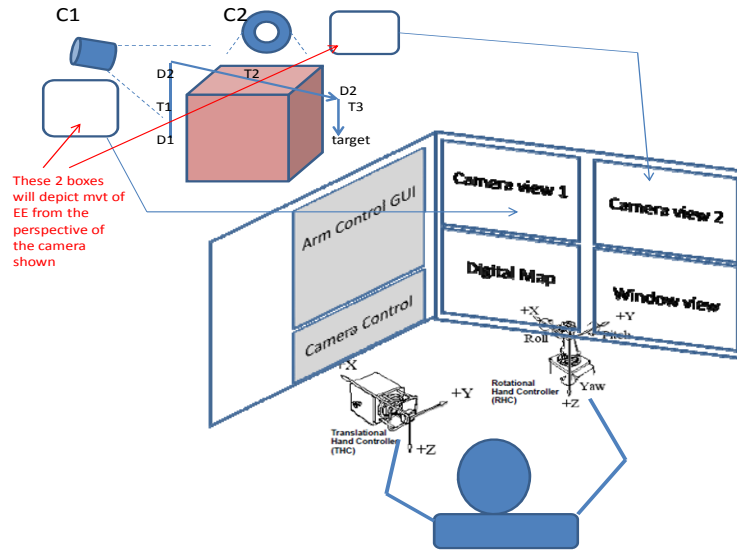 C1
C2
D2
T2
D2
T1
T3
D1
target
These 2 boxes
will depict mvt of
EE from the
perspective of
the camera
shown
Arm Control GUI
Camera Control
Camera view 1
Camera view 2
Digital Map
Window view
+X
+Y
Roll
Pitch
Yaw
+Z
Rotational
Hand Controller
(RHC)
+X
+Y
+Z
Translational
Hand Controller
(THC)